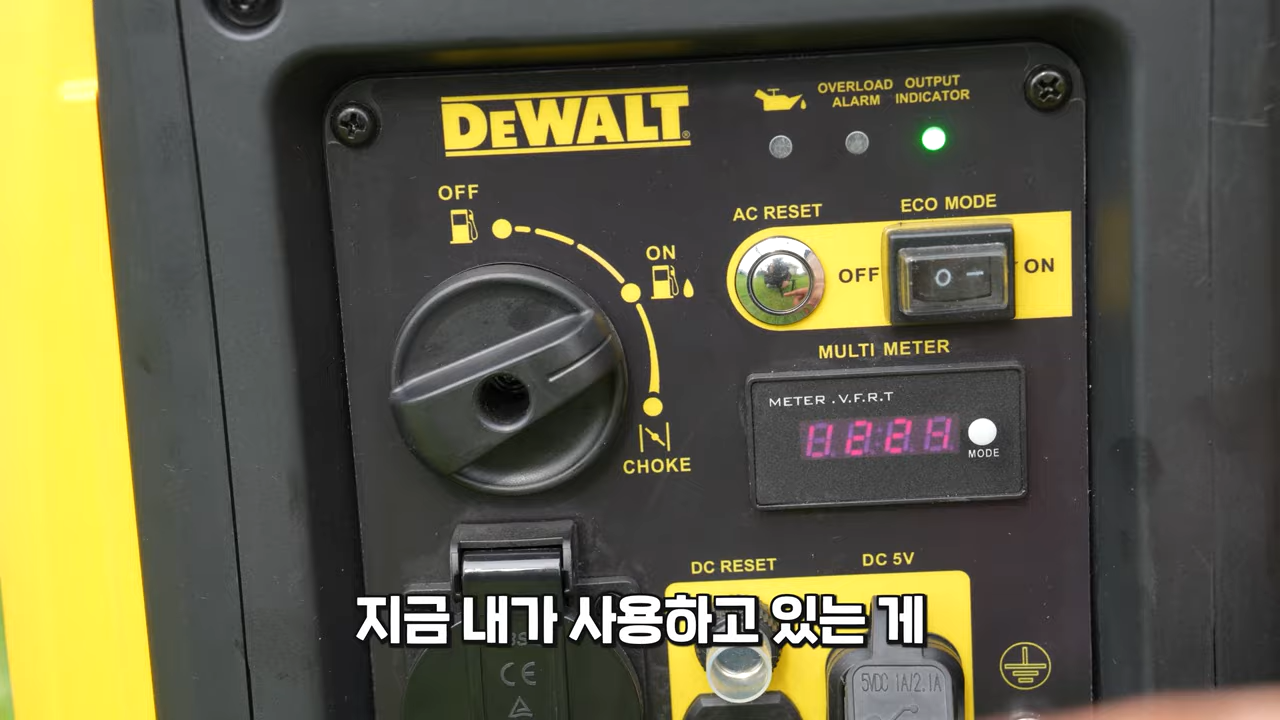 DEWALT
OVERLOAD
ALARM
OUTPUT
INDICATOR
OFF
ON
CHOKE
AC RESET
ECO MODE
OFF
ON
MULTI METER
METER .V.F.R.T
MODE
DC RESET
DC 5V
지금 내가 사용하고 있는 게
CE
5VDC 1A/2.1A